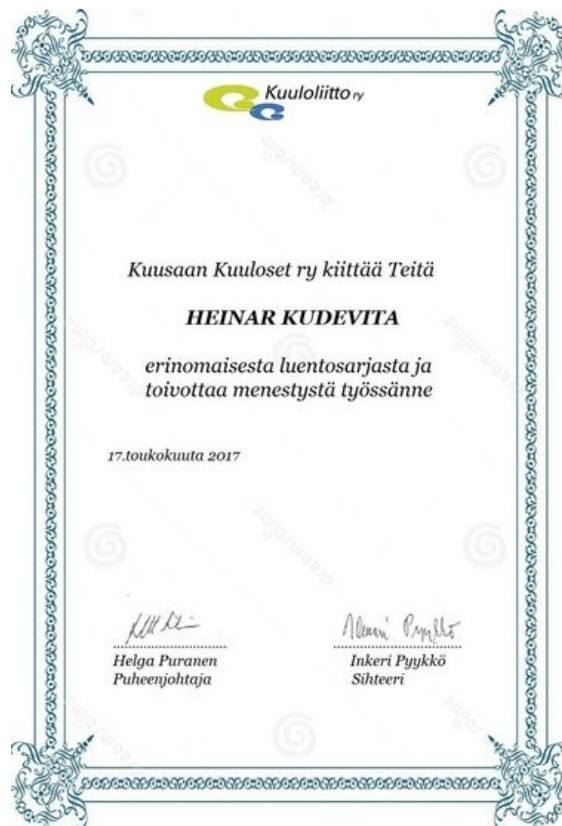 Kuuloliitto ry
Kuusaan Kuuloset ry kiittää Teitä
HEINAR KUDEVITA
erinomaisesta luentosarjasta ja
toivottaa menestystä työssänne
17.toukokuuta 2017
Helga Puranen
Puheenjohtaja
Inkeri Pyykkö
Sihteeri